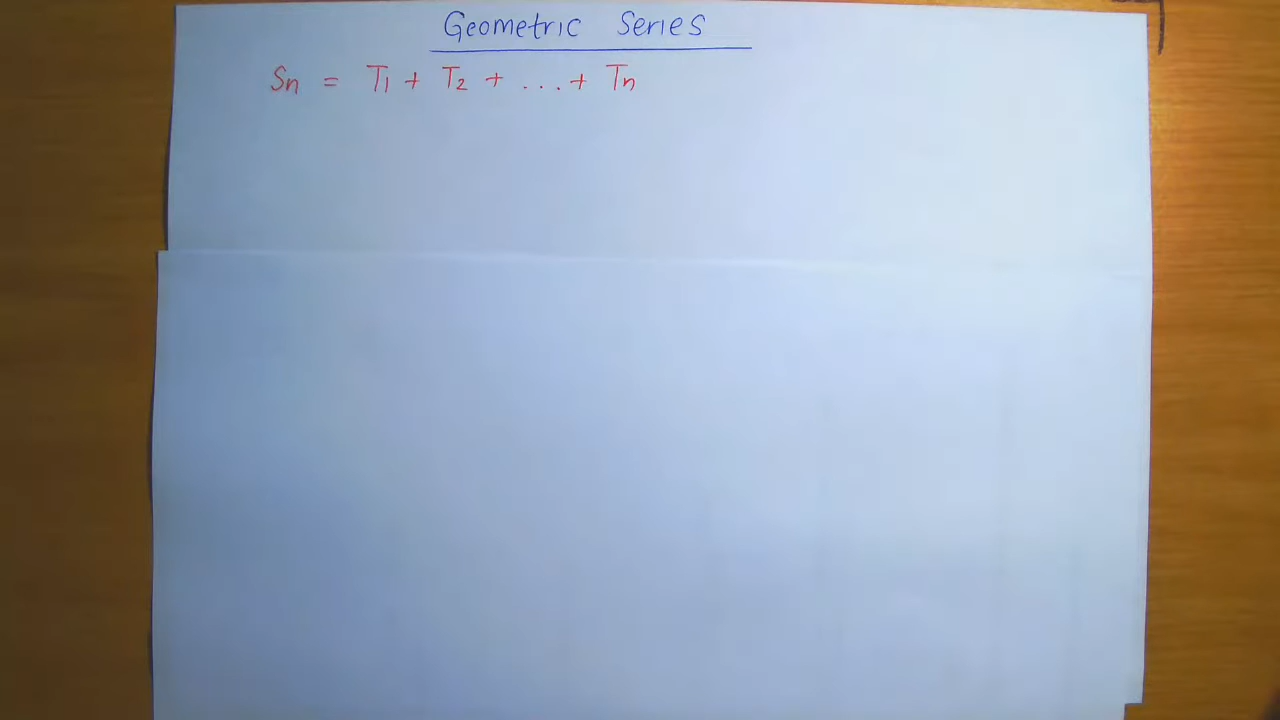 Geometric Series
Sn = T1 + T2 + ... + Tn